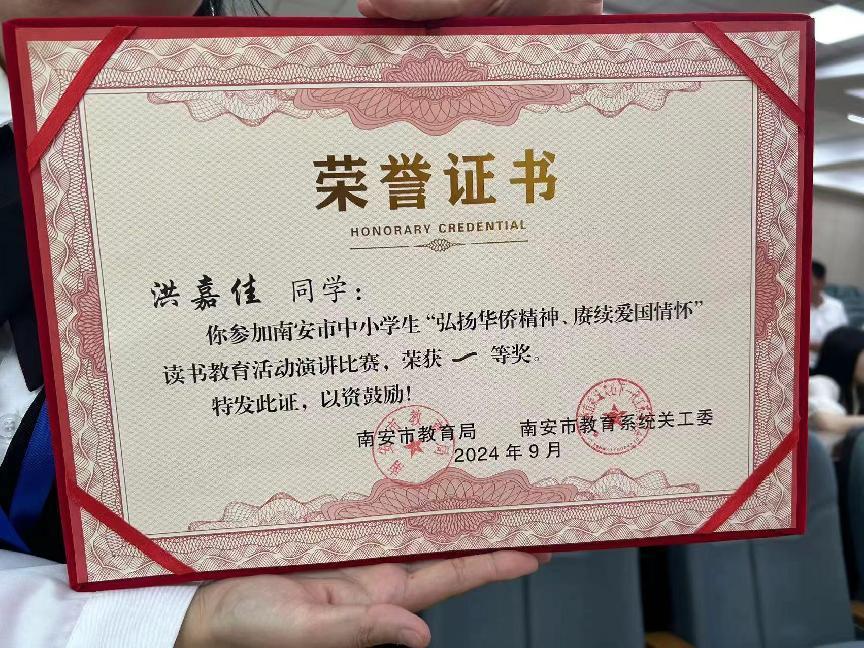 荣誉证书
HONORARY CREDENTIAL
洪嘉佳 同学：
你参加南安市中小学生“弘扬华侨精神、赓续爱国情怀”
读书教育活动演讲比赛，荣获 一 等奖。
特发此证，以资鼓励！
南安市教育局 南安市教育系统关工委
2024 年 9 月